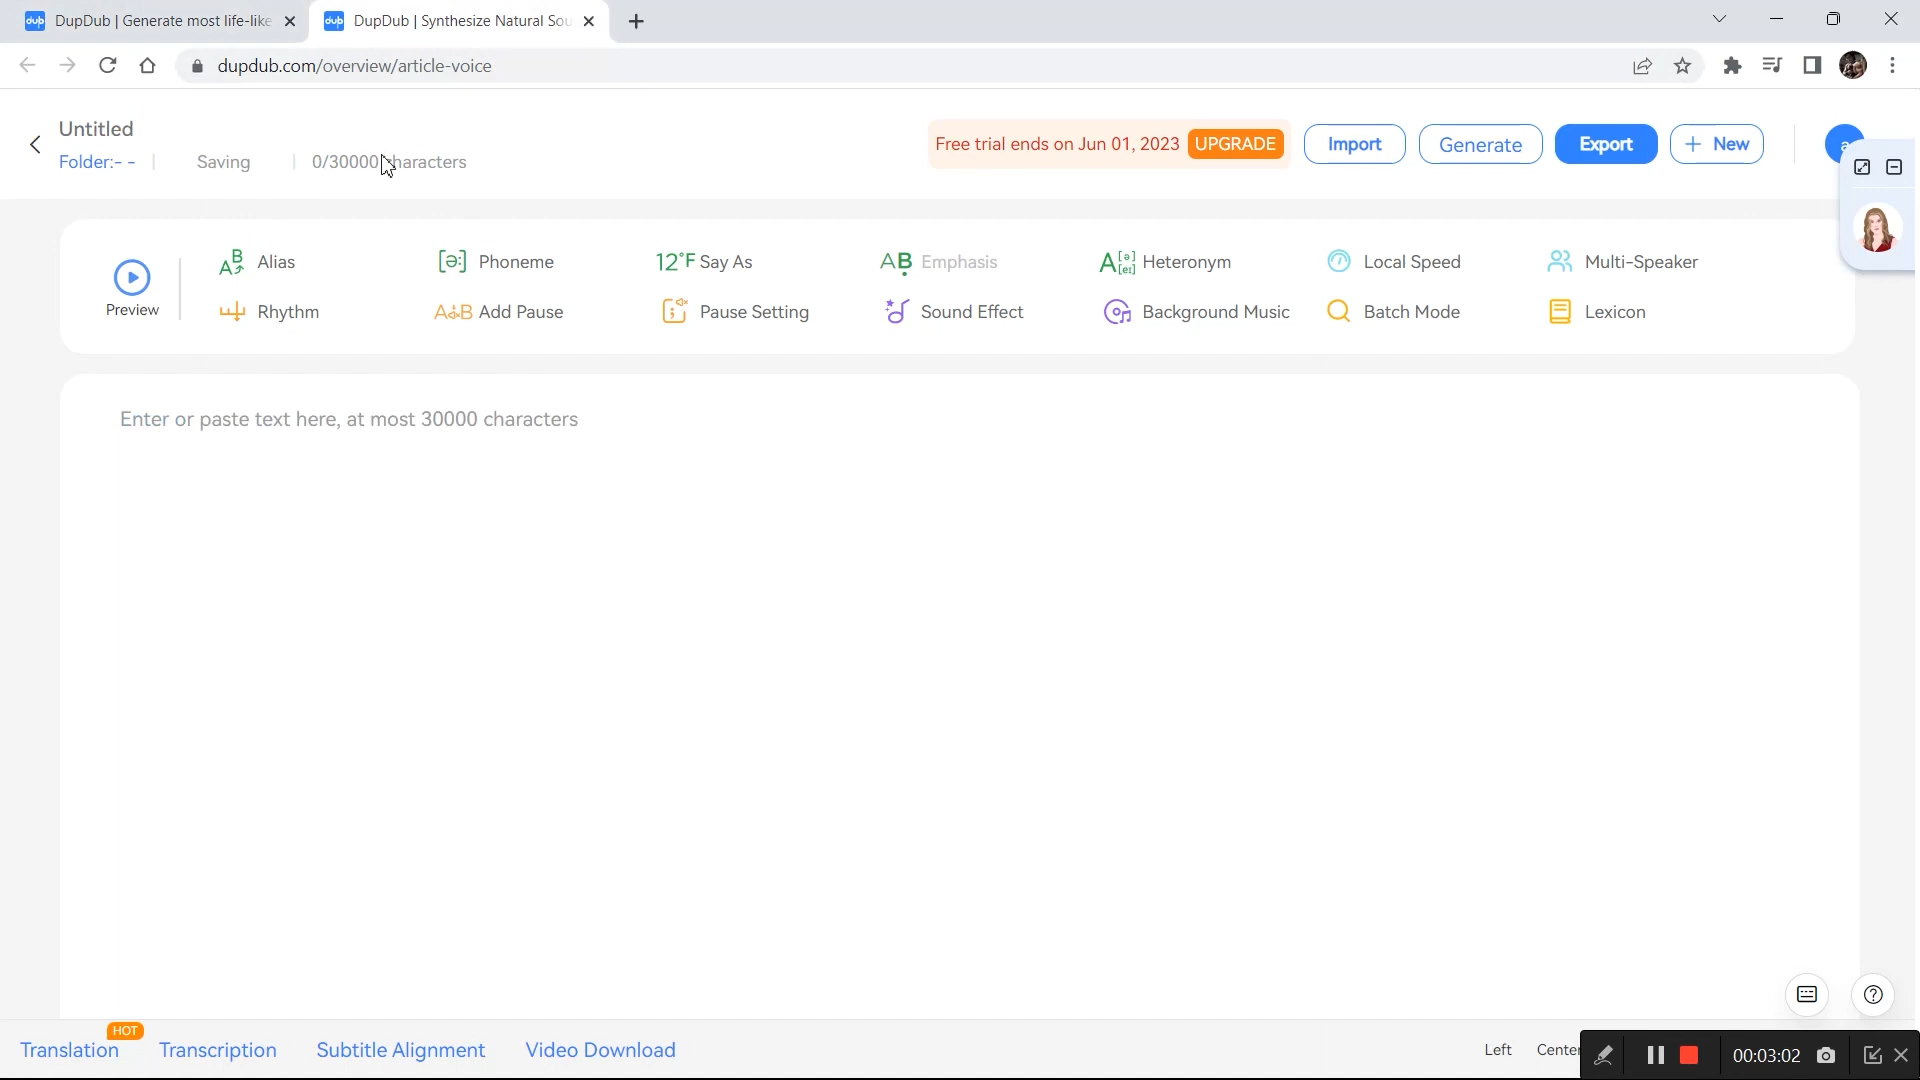 dub DupDub | Generate most life-like
dub DupDub | Synthesize Natural Sou
dupdub.com/overview/article-voice
Untitled
Folder:- -
Saving
0/30000 characters
Free trial ends on Jun 01, 2023 UPGRADE
Import
Generate
Export
+ New
Preview
Alias
Phoneme
12°F Say As
AB Emphasis
Heteronym
Local Speed
Multi-Speaker
Rhythm
Add Pause
Pause Setting
Sound Effect
Background Music
Batch Mode
Lexicon
Enter or paste text here, at most 30000 characters
HOT
Translation
Transcription
Subtitle Alignment
Video Download
Left
Center
00:03:02